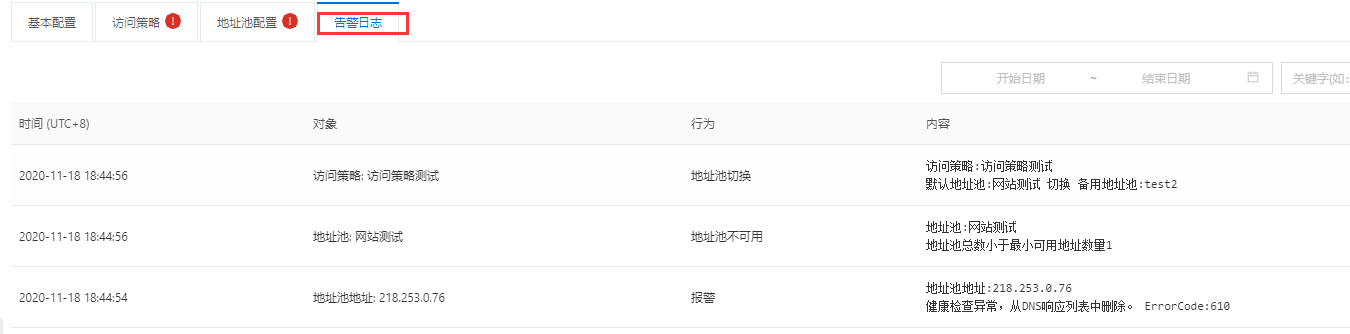 基本配置 访问策略 ! 地址池配置 ! 告警日志
开始日期 ~ 结束日期 关键字(如:
时间 (UTC+8) 对象 行为 内容
2020-11-18 18:44:56 访问策略: 访问策略测试 地址池切换 访问策略:访问策略测试
默认地址池:网站测试 切换 备用地址池:test2
2020-11-18 18:44:56 地址池: 网站测试 地址池不可用 地址池:网站测试
地址池总数小于最小可用地址数量1
2020-11-18 18:44:54 地址池地址: 218.253.0.76 报警 地址池地址:218.253.0.76
健康检查异常，从DNS响应列表中删除。 ErrorCode:610